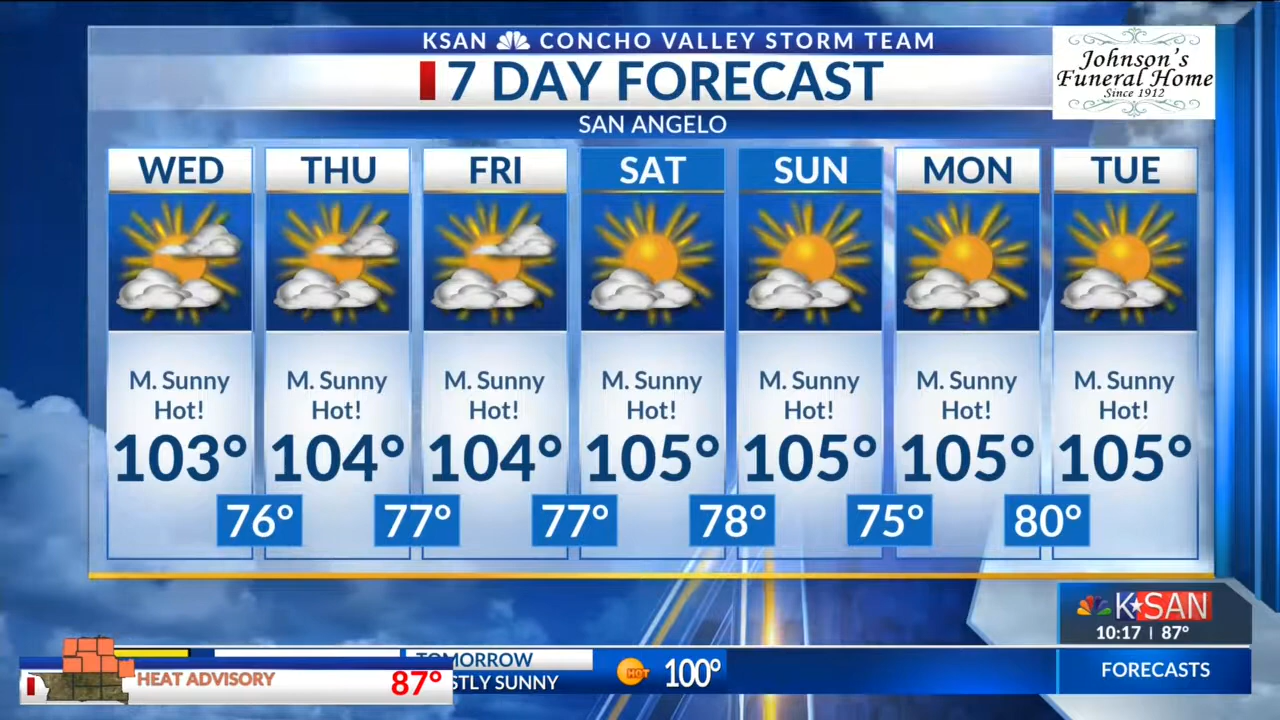 KSAN CONCHO VALLEY STORM TEAM
7 DAY FORECAST
SAN ANGELO
Johnson's
Funeral Home
Since 1912
WED THU FRI SAT SUN MON TUE
M. Sunny M. Sunny M. Sunny M. Sunny M. Sunny M. Sunny M. Sunny
Hot! Hot! Hot! Hot! Hot! Hot! Hot!
103° 104° 104° 105° 105° 105° 105°
76° 77° 77° 78° 75° 80°
KSAN
10:17 | 87°
FORECASTS
HEAT ADVISORY 87°
TOMORROW
STLY SUNNY
HOT 100°